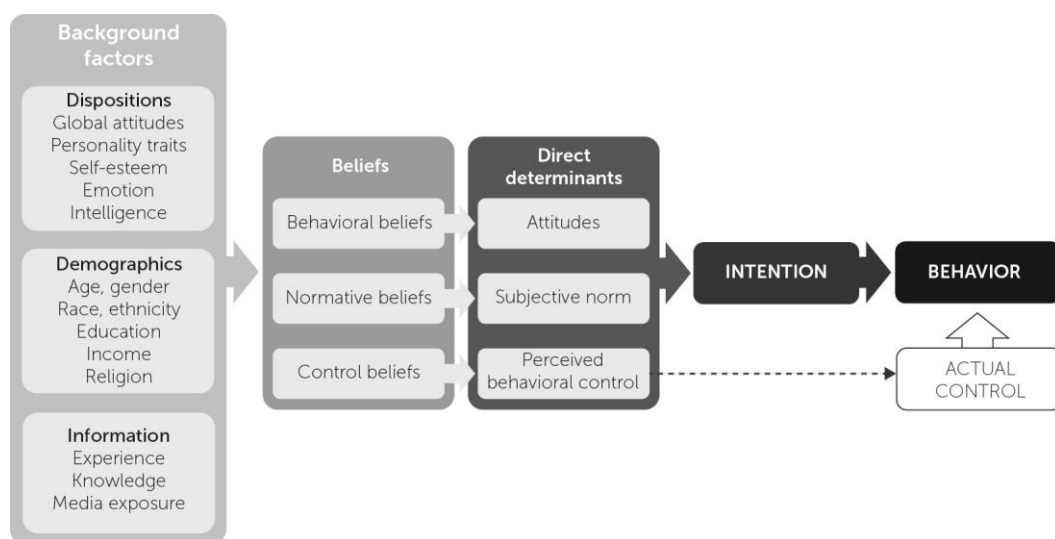 Background
factors
Dispositions
Global attitudes
Personality traits
Self-esteem
Emotion
Intelligence
Demographics
Age, gender
Race, ethnicity
Education
Income
Religion
Information
Experience
Knowledge
Media exposure
Beliefs
Behavioral beliefs
Normative beliefs
Control beliefs
Direct
determinants
Attitudes
Subjective norm
Perceived
behavioral control
INTENTION
BEHAVIOR
ACTUAL
CONTROL